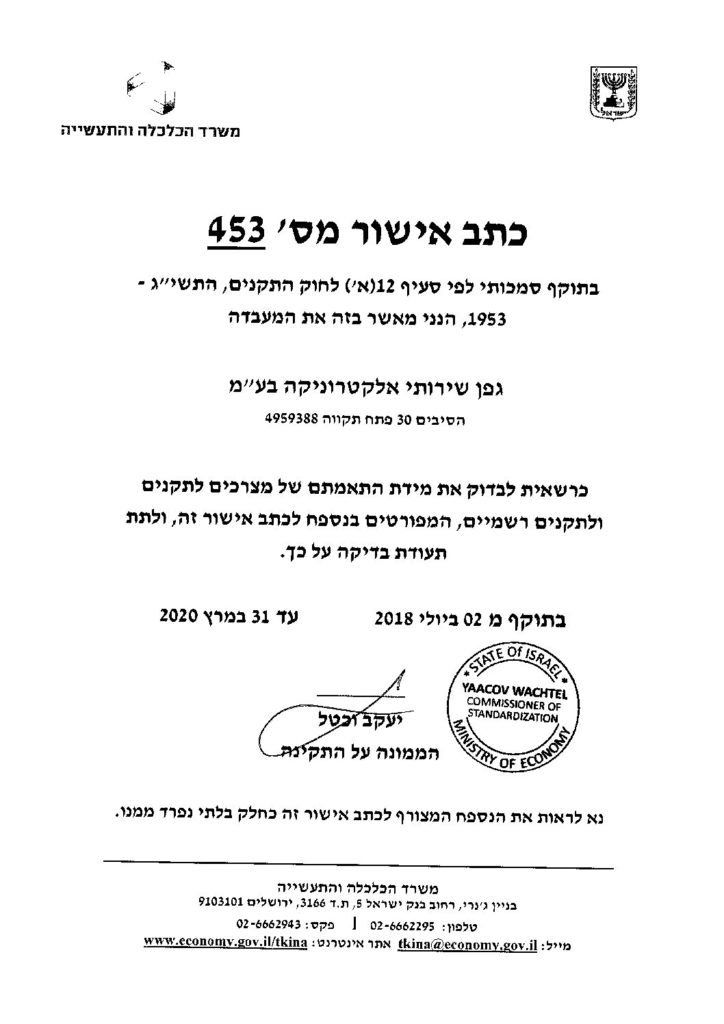 משרד הכלכלה והתעשייה
כתב אישור מס׳ 453
בתוקף סמכותי לפי סעיף 12(א׳) לחוק התקנים, התשי״ג -
1953, הנני מאשר בזה את המעבדה
גפן שירותי אלקטרוניקה בע״מ
הסיבים 30 פתח תקווה 4959388
כרשאית לבדוק את מידת התאמתם של מצרכים לתקנים
ולתקנים רשמיים, המפורטים בנספח לכתב אישור זה, ולתת
תעודת בדיקה על כך.
בתוקף מ 02 ביולי 2018 עד 31 במרץ 2020
STATE Of ISRAEL
YAACOV WACHTEL
COMMISSIONER OF
STANDARDIZATION
MINISTRY OF ECONOMY
יעקב וכטל
הממונה על התקינה
נא לראות את הנספח המצורף לכתב אישור זה כחלק בלתי נפרד ממנו.
משרד הכלכלה והתעשייה
בניין ג׳נרי, רחוב בנק ישראל 5, ת.ד 3166, ירושלים 9103101
טלפון: 02-6662295 | פקס: 02-6662943
מייל: tkina@economy.gov.il אתר אינטרנט: www.economy.gov.il/tkina